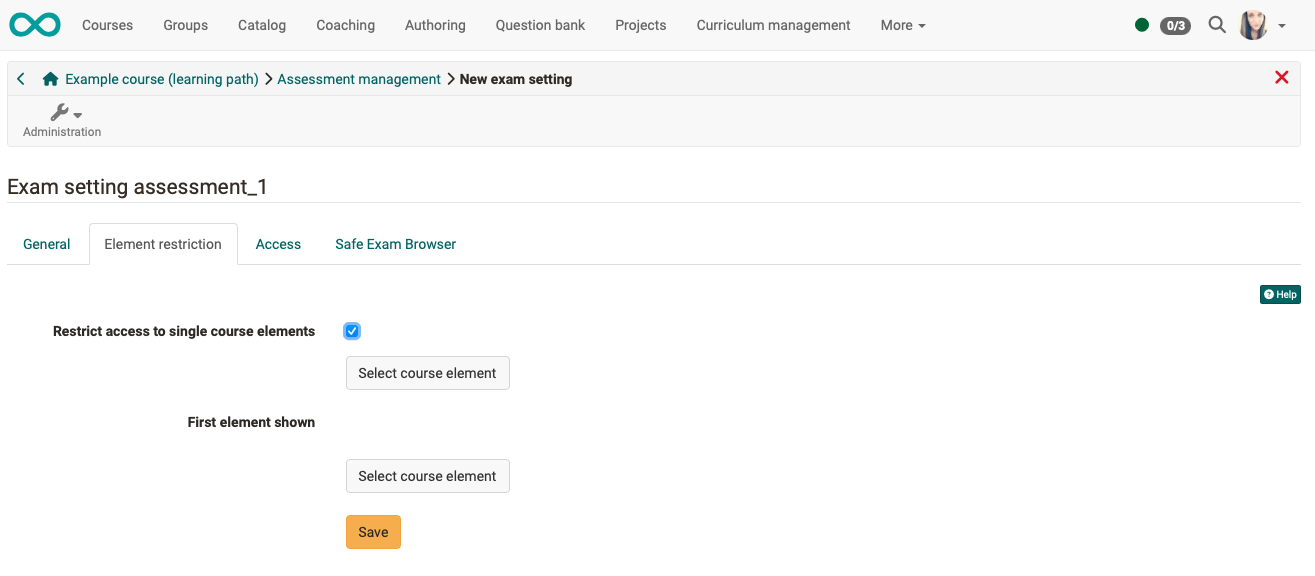 Courses Groups Catalog Coaching Authoring Question bank Projects Curriculum management More 0/3
Example course (learning path) Assessment management New exam setting
Administration
Exam setting assessment_1
General Element restriction Access Safe Exam Browser
Help
Restrict access to single course elements
Select course element
First element shown
Select course element
Save